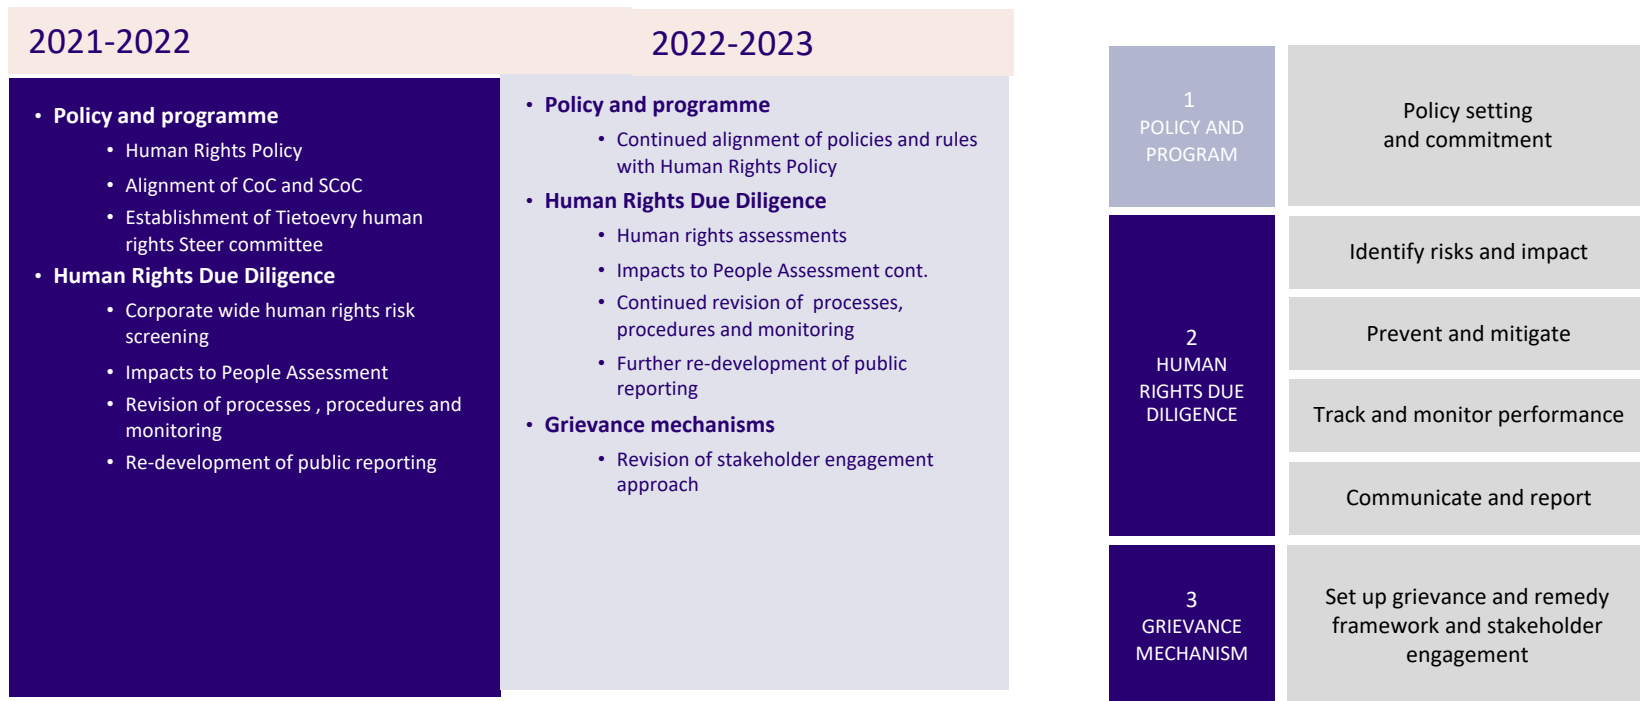 2021-2022
• Policy and programme
• Human Rights Policy
• Alignment of CoC and SCoC
• Establishment of Tietoevry human
rights Steer committee
• Human Rights Due Diligence
• Corporate wide human rights risk
screening
• Impacts to People Assessment
• Revision of processes , procedures and
monitoring
• Re-development of public reporting
2022-2023
• Policy and programme
• Continued alignment of policies and rules
with Human Rights Policy
• Human Rights Due Diligence
• Human rights assessments
• Impacts to People Assessment cont.
• Continued revision of  processes,
procedures and monitoring
• Further re-development of public
reporting
• Grievance mechanisms
• Revision of stakeholder engagement
approach
1
POLICY AND
PROGRAM
Policy setting
and commitment
2
HUMAN
RIGHTS DUE
DILIGENCE
Identify risks and impact
Prevent and mitigate
Track and monitor performance
Communicate and report
3
GRIEVANCE
MECHANISM
Set up grievance and remedy
framework and stakeholder
engagement